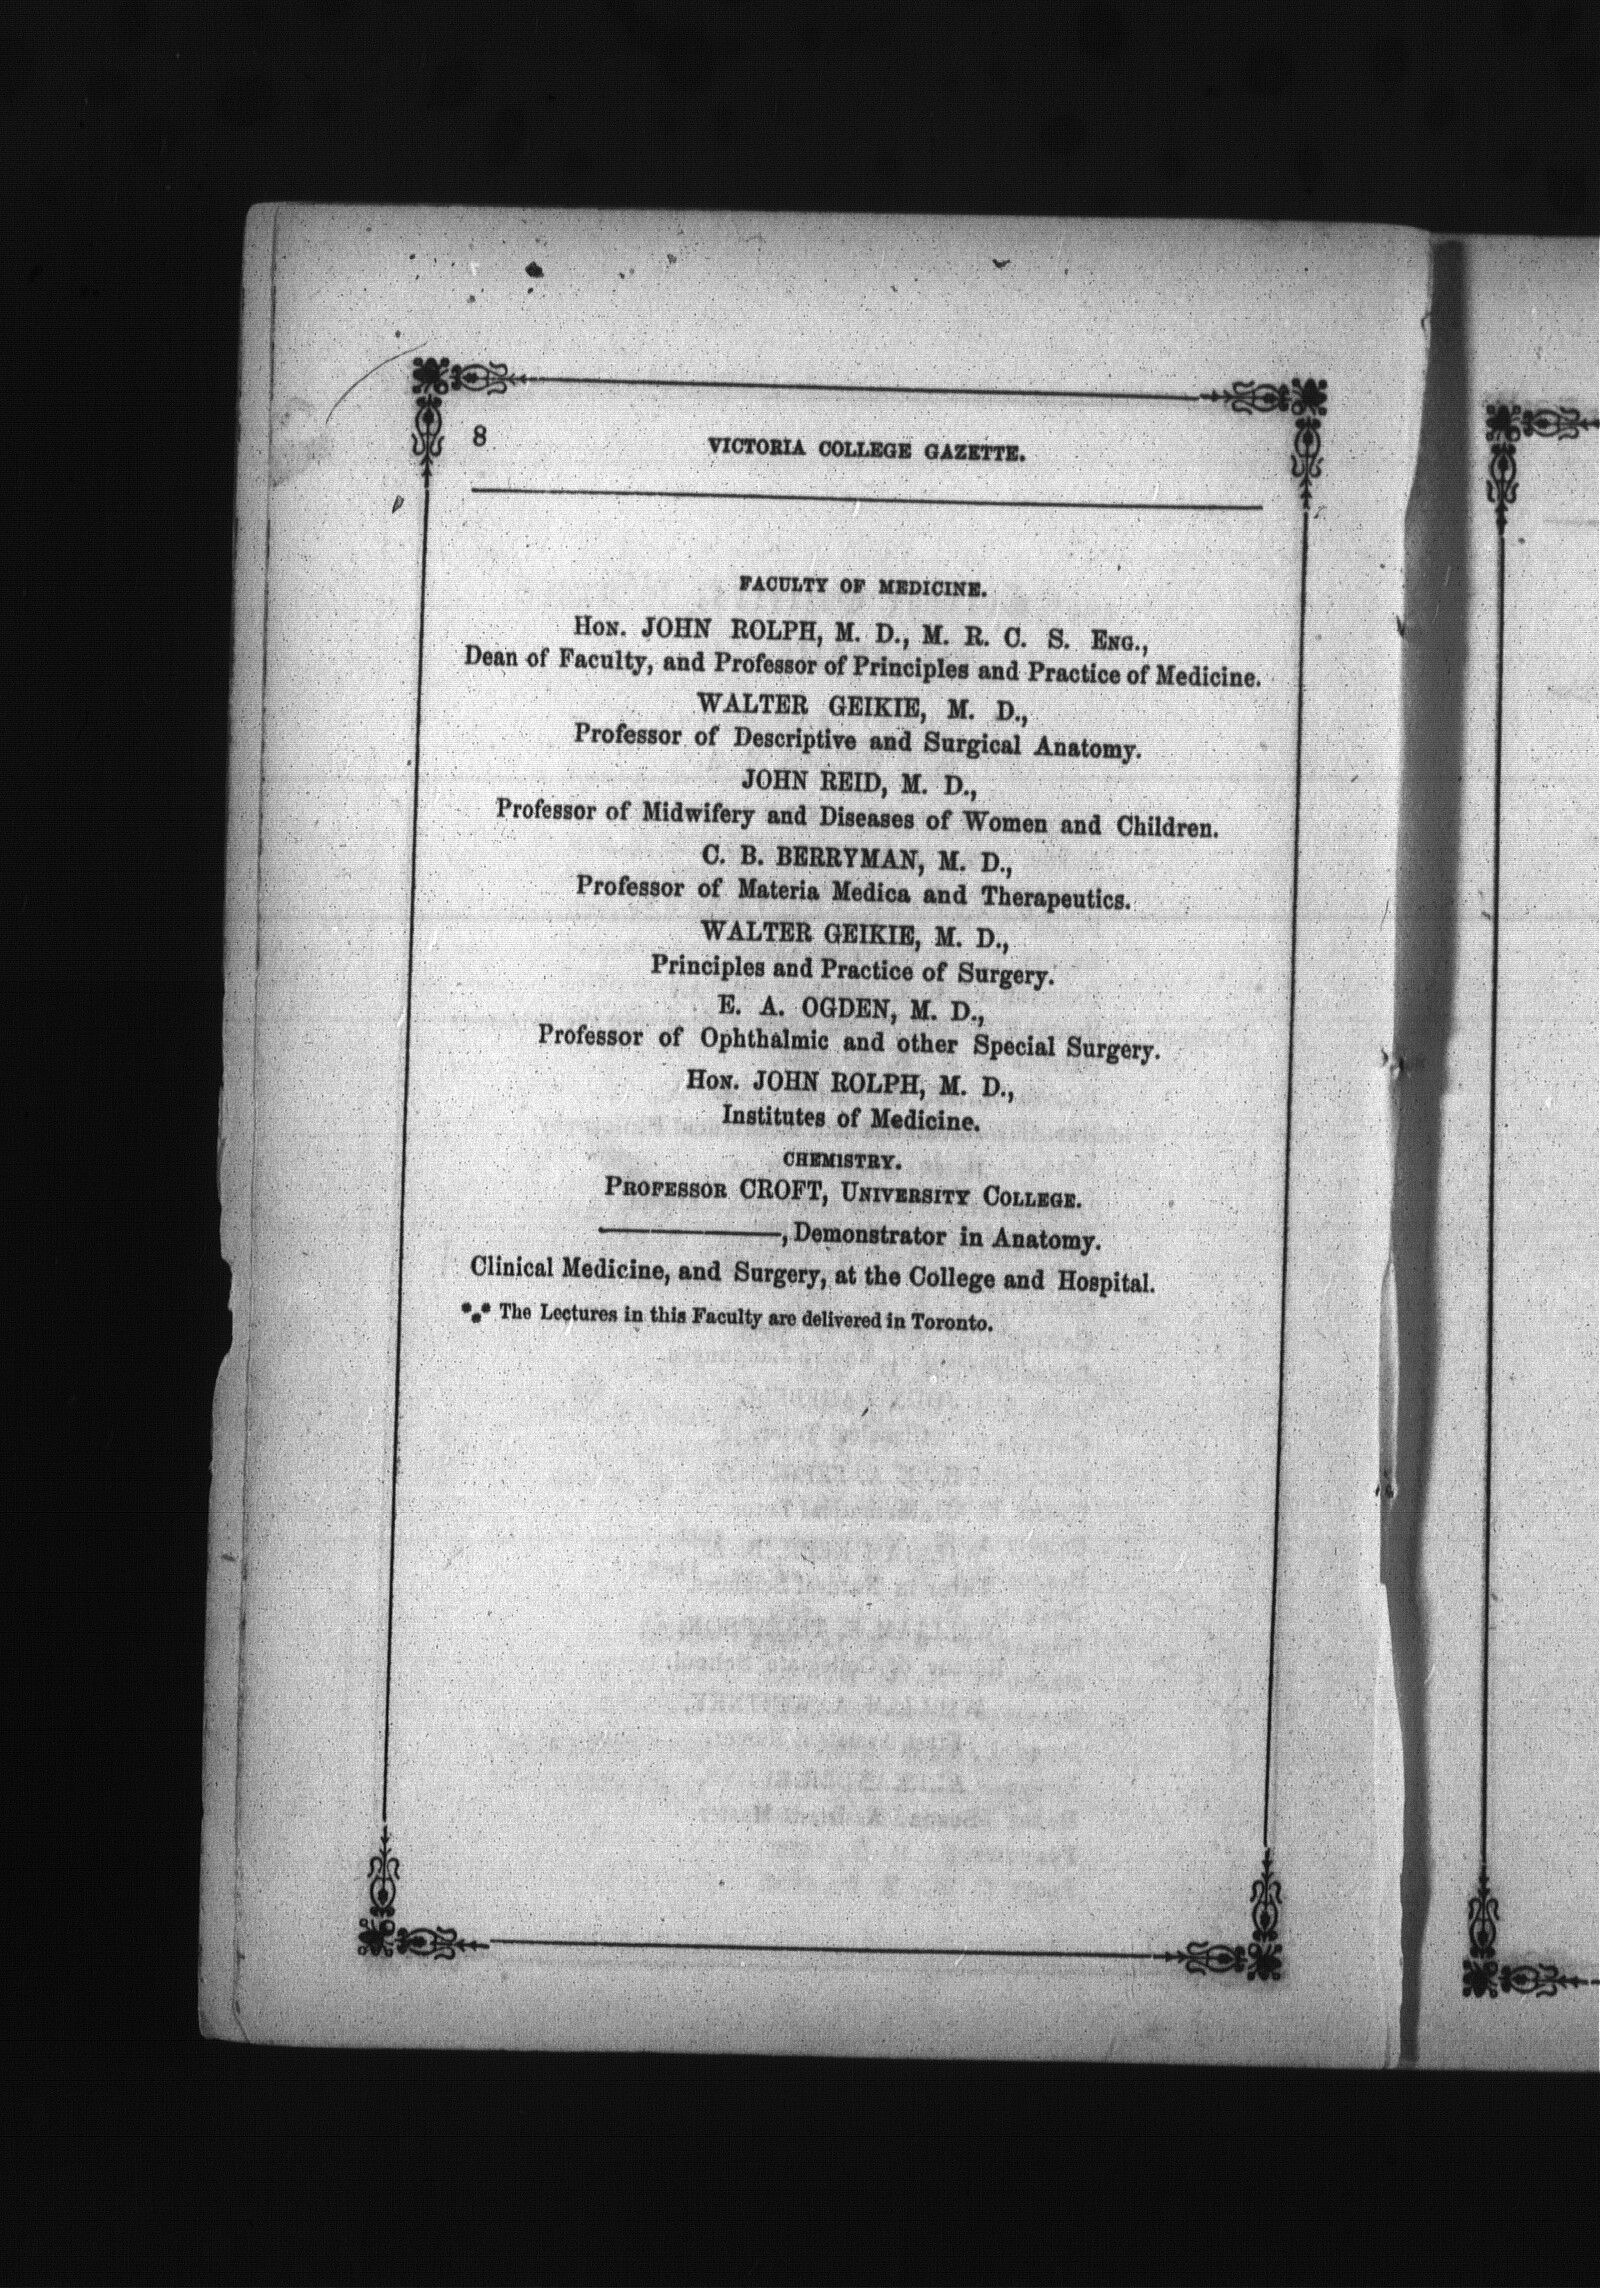 8
VICTORIA COLLEGE GAZETTE.
FACULTY OF MEDICINE.
HON. JOHN ROLPH, M. D., M. R. C. S. ENG.,
Dean of Faculty, and Professor of Principles and Practice of Medicine.
WALTER GEIKIE, M. D.,
Professor of Descriptive and Surgical Anatomy.
JOHN REID, M. D.,
Professor of Midwifery and Diseases of Women and Children.
C. B. BERRYMAN, M. D.,
Professor of Materia Medica and Therapeutics.
WALTER GEIKIE, M. D.,
Principles and Practice of Surgery.
E. A. OGDEN, M. D.,
Professor of Ophthalmic and other Special Surgery.
HON. JOHN ROLPH, M. D.,
Institutes of Medicine.
CHEMISTRY.
PROFESSOR CROFT, UNIVERSITY COLLEGE.
————, Demonstrator in Anatomy.
Clinical Medicine, and Surgery, at the College and Hospital.
*** The Lectures in this Faculty are delivered in Toronto.